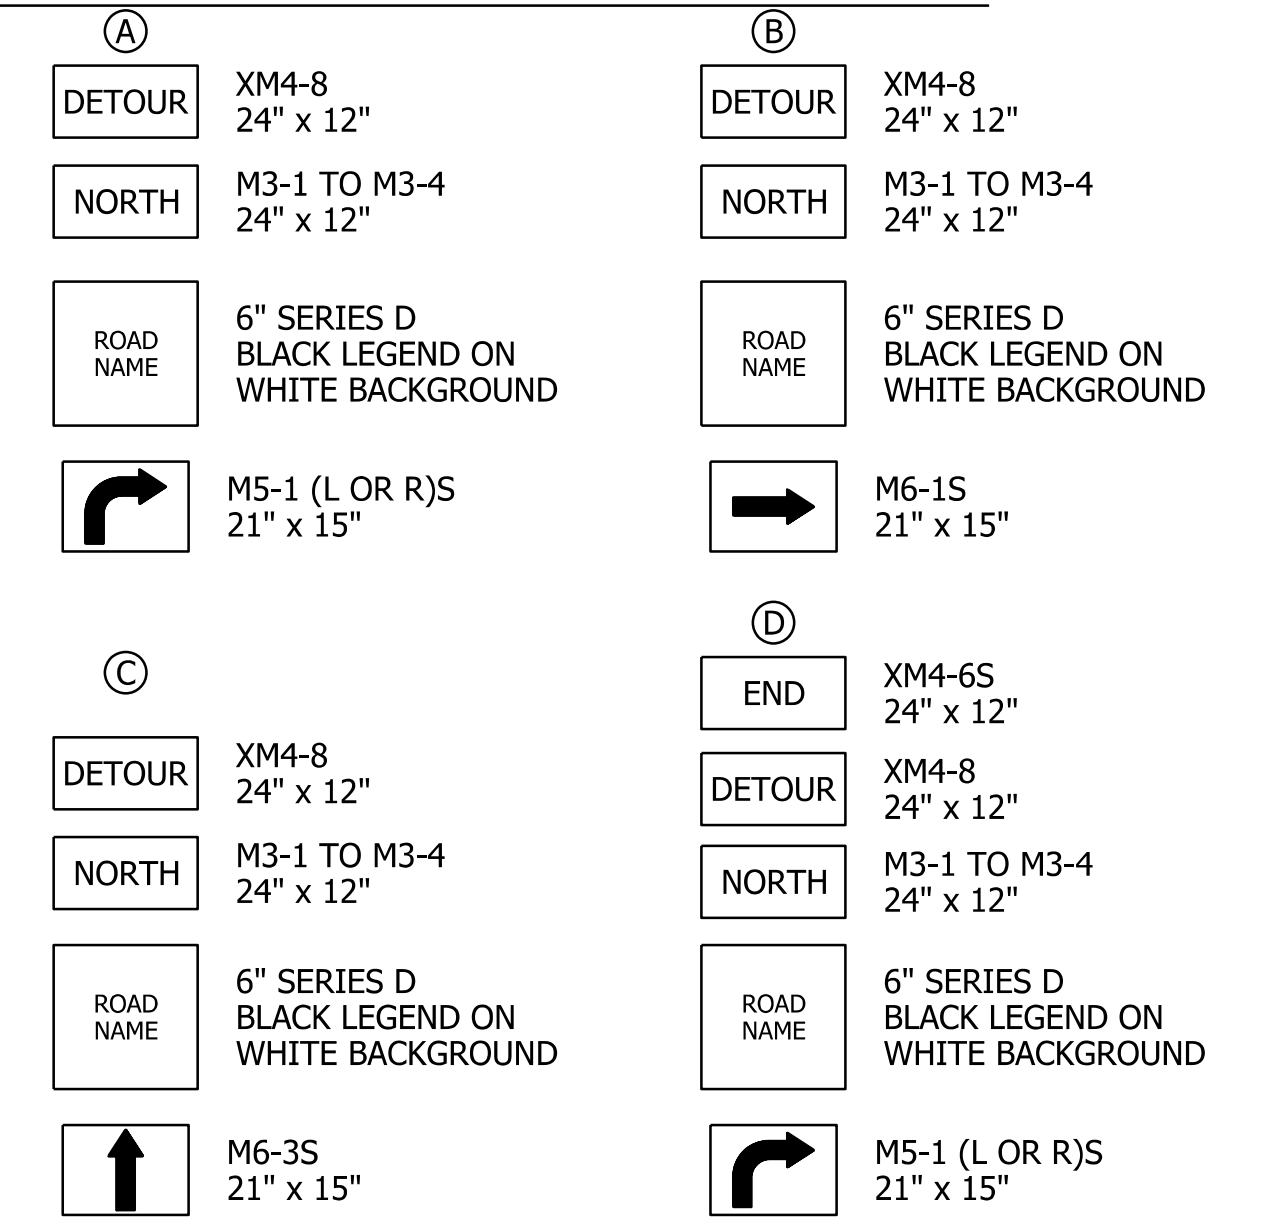 A
DETOUR
XM4-8
24" x 12"
NORTH
M3-1 TO M3-4
24" x 12"
ROAD
NAME
6" SERIES D
BLACK LEGEND ON
WHITE BACKGROUND
M5-1 (L OR R)S
21" x 15"
B
DETOUR
XM4-8
24" x 12"
NORTH
M3-1 TO M3-4
24" x 12"
ROAD
NAME
6" SERIES D
BLACK LEGEND ON
WHITE BACKGROUND
M6-1S
21" x 15"
C
DETOUR
XM4-8
24" x 12"
NORTH
M3-1 TO M3-4
24" x 12"
ROAD
NAME
6" SERIES D
BLACK LEGEND ON
WHITE BACKGROUND
M6-3S
21" x 15"
D
END
XM4-6S
24" x 12"
DETOUR
XM4-8
24" x 12"
NORTH
M3-1 TO M3-4
24" x 12"
ROAD
NAME
6" SERIES D
BLACK LEGEND ON
WHITE BACKGROUND
M5-1 (L OR R)S
21" x 15"